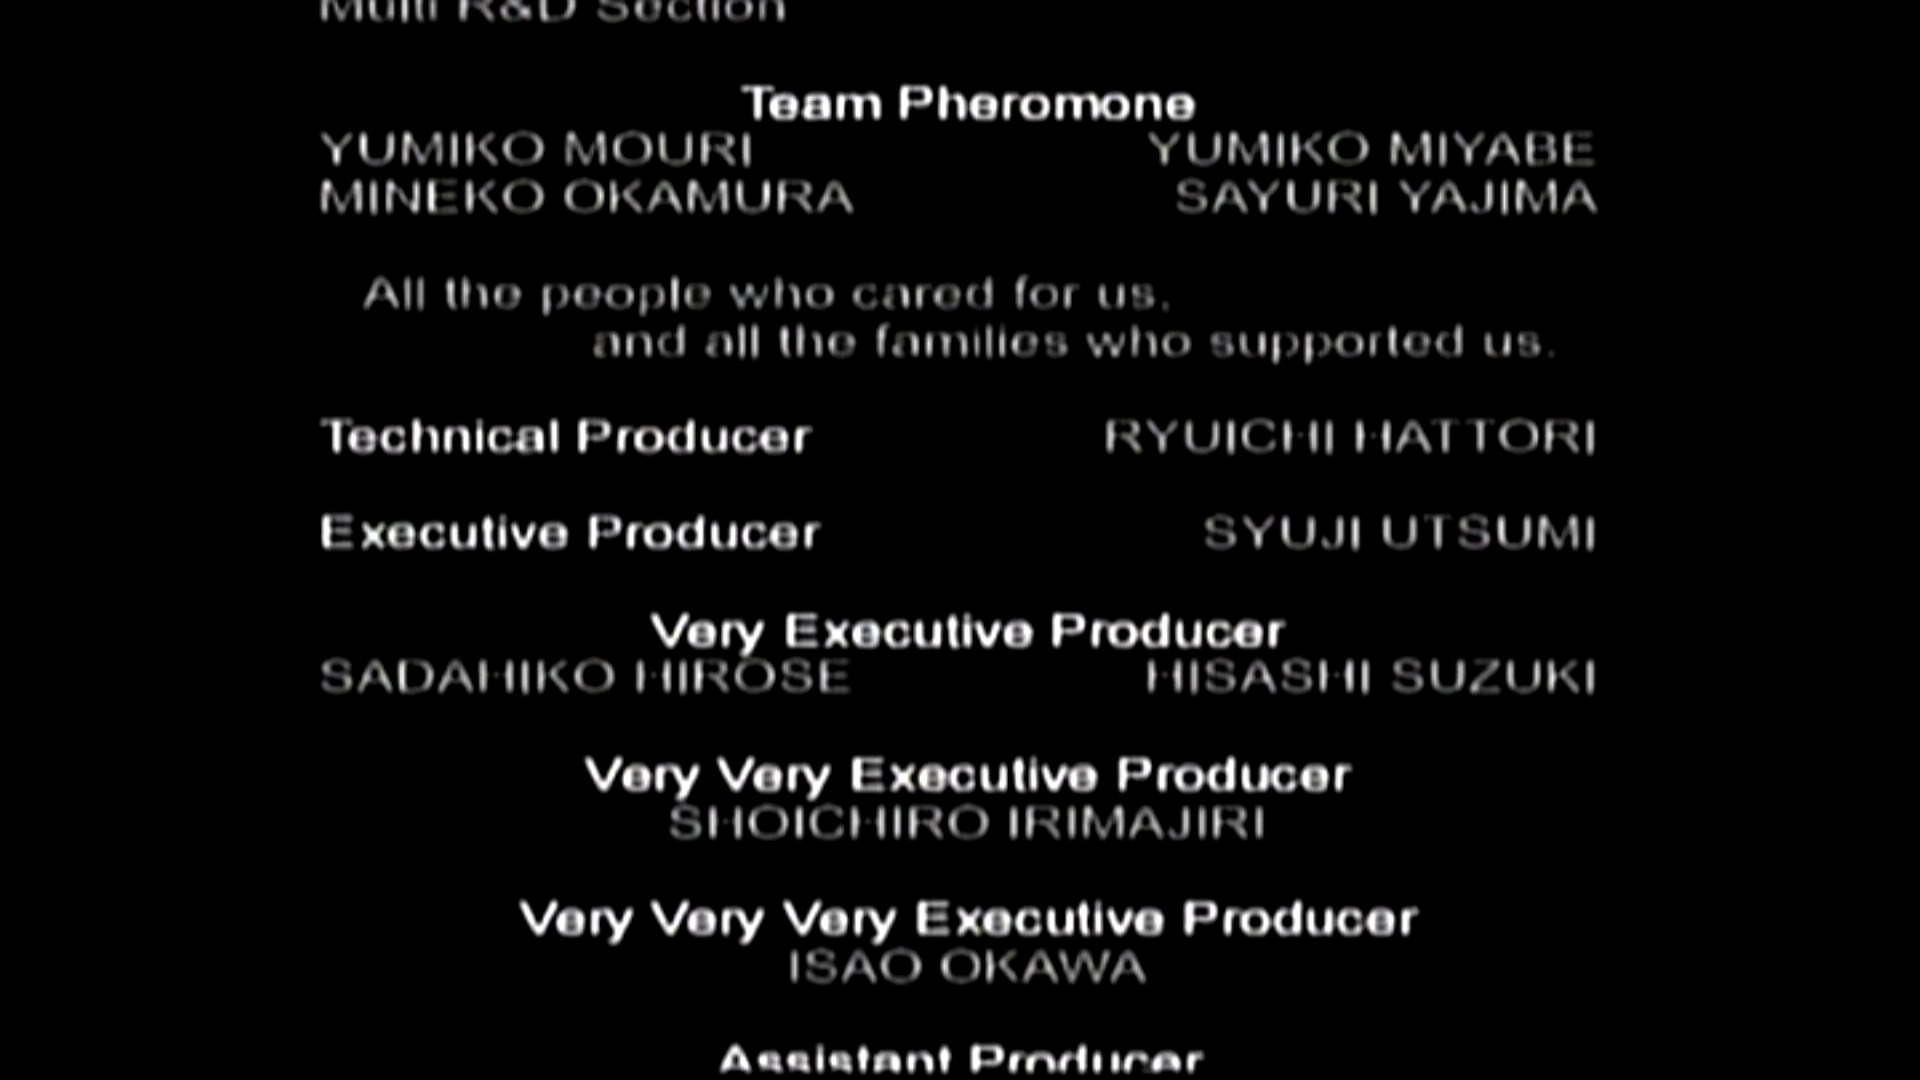 Multi R&D Section
Team Pheromone
YUMIKO MOURI YUMIKO MIYABE
MINEKO OKAMURA SAYURI YAJIMA
All the people who cared for us,
and all the families who supported us.
Technical Producer RYUICHI HATTORI
Executive Producer SYUJI UTSUMI
Very Executive Producer
SADAHIKO HIROSE HISASHI SUZUKI
Very Very Executive Producer
SHOICHIRO IRIMAJIRI
Very Very Very Executive Producer
ISAO OKAWA
Assistant Producer